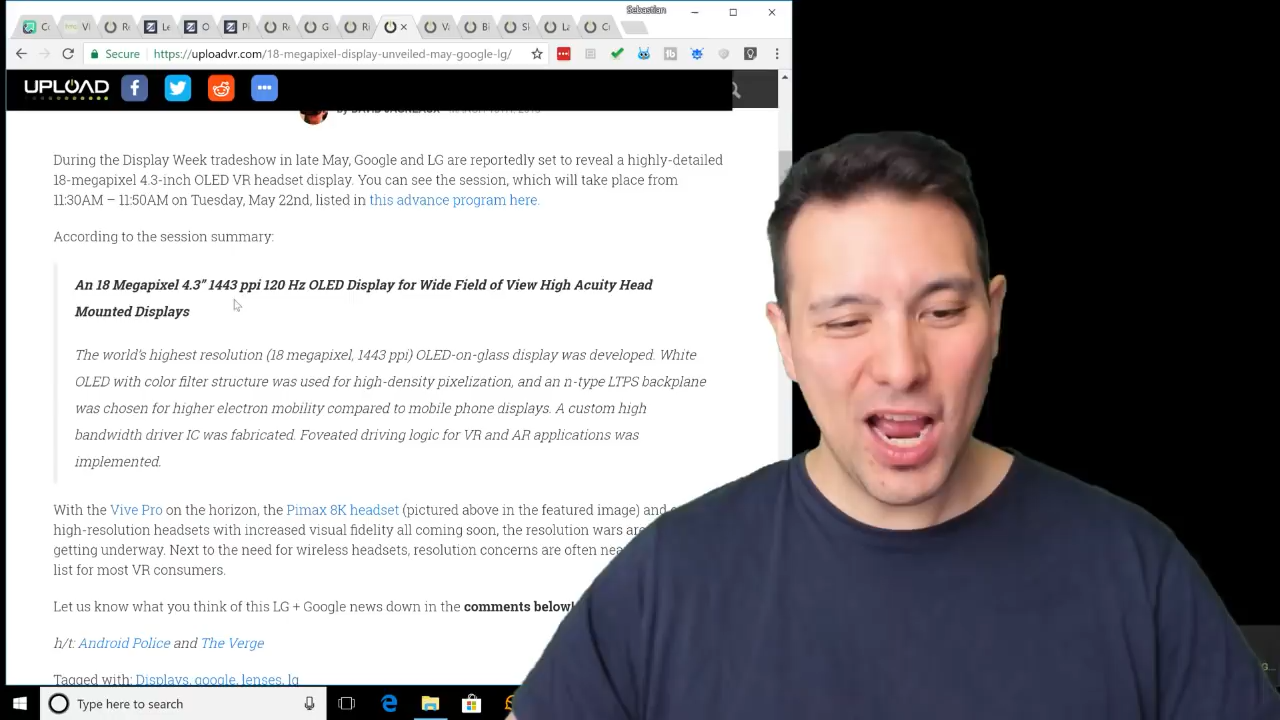 Sebastian
Secure
https://uploadvr.com/18-megapixel-display-unveiled-may-google-lg/
UPLOAD
During the Display Week tradeshow in late May, Google and LG are reportedly set to reveal a highly-detailed
18-megapixel 4.3-inch OLED VR headset display. You can see the session, which will take place from
11:30AM – 11:50AM on Tuesday, May 22nd, listed in this advance program here.
According to the session summary:
An 18 Megapixel 4.3” 1443 ppi 120 Hz OLED Display for Wide Field of View High Acuity Head
Mounted Displays
The world's highest resolution (18 megapixel, 1443 ppi) OLED-on-glass display was developed. White
OLED with color filter structure was used for high-density pixelization, and an n-type LTPS backplane
was chosen for higher electron mobility compared to mobile phone displays. A custom high
bandwidth driver IC was fabricated. Foveated driving logic for VR and AR applications was
implemented.
With the Vive Pro on the horizon, the Pimax 8K headset (pictured above in the featured image) and
high-resolution headsets with increased visual fidelity all coming soon, the resolution wars are
getting underway. Next to the need for wireless headsets, resolution concerns are often
list for most VR consumers.
Let us know what you think of this LG + Google news down in the comments below!
h/t: Android Police and The Verge
Tagged with: Displays, google, lenses, lg
Type here to search